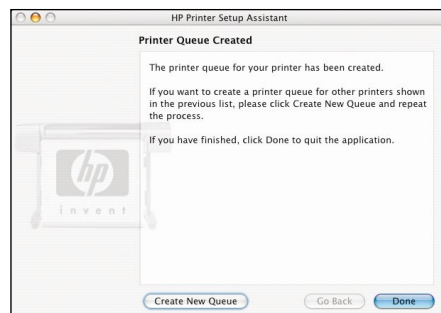 HP Printer Setup Assistant
Printer Queue Created
The printer queue for your printer has been created.
If you want to create a printer queue for other printers shown
in the previous list, please click Create New Queue and repeat
the process.
If you have finished, click Done to quit the application.
hp
invent
Create New Queue
Go Back
Done